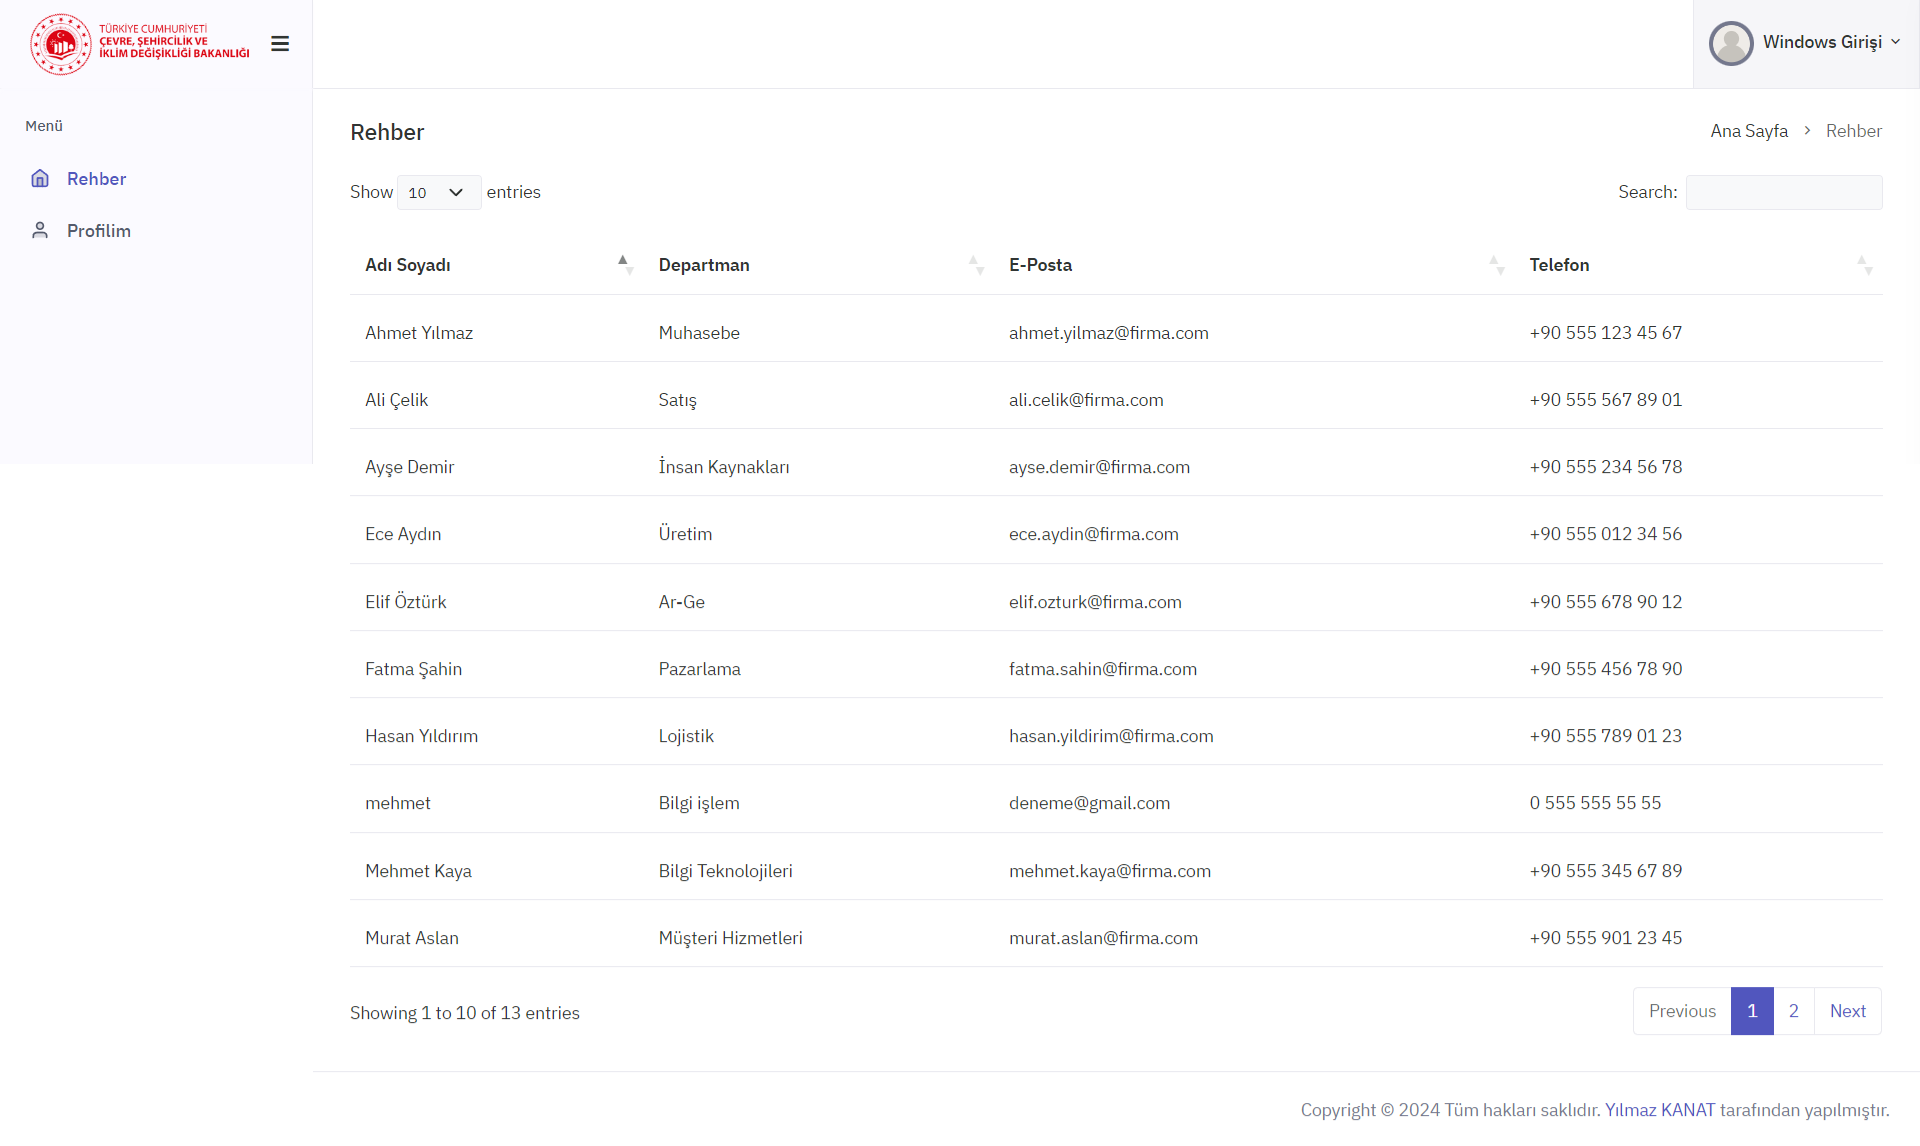 TÜRKİYE CUMHURİYETİ
ÇEVRE, ŞEHİRCİLİK VE
İKLİM DEĞİŞİKLİĞİ BAKANLIĞI
Windows Girişi
Menü
Rehber
Profilim
Rehber
Ana Sayfa > Rehber
Show 10 entries
Search:
Adı Soyadı Departman E-Posta Telefon
Ahmet Yılmaz Muhasebe ahmet.yilmaz@firma.com +90 555 123 45 67
Ali Çelik Satış ali.celik@firma.com +90 555 567 89 01
Ayşe Demir İnsan Kaynakları ayse.demir@firma.com +90 555 234 56 78
Ece Aydın Üretim ece.aydin@firma.com +90 555 012 34 56
Elif Öztürk Ar-Ge elif.ozturk@firma.com +90 555 678 90 12
Fatma Şahin Pazarlama fatma.sahin@firma.com +90 555 456 78 90
Hasan Yıldırım Lojistik hasan.yildirim@firma.com +90 555 789 01 23
mehmet Bilgi işlem deneme@gmail.com 0 555 555 55 55
Mehmet Kaya Bilgi Teknolojileri mehmet.kaya@firma.com +90 555 345 67 89
Murat Aslan Müşteri Hizmetleri murat.aslan@firma.com +90 555 901 23 45
Showing 1 to 10 of 13 entries
Previous 1 2 Next
Copyright © 2024 Tüm hakları saklıdır. Yılmaz KANAT tarafından yapılmıştır.